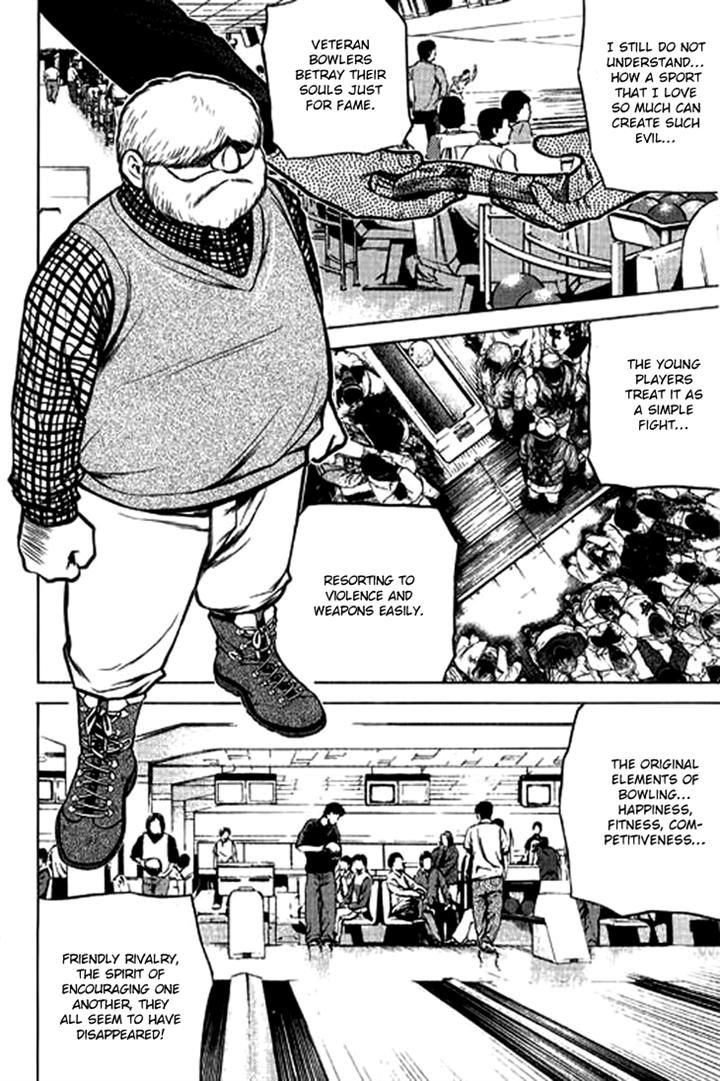 I STILL DO NOT
UNDERSTAND...
HOW A SPORT
THAT I LOVE
SO MUCH CAN
CREATE SUCH
EVIL...
VETERAN
BOWLERS
BETRAY THEIR
SOULS JUST
FOR FAME.
THE YOUNG
PLAYERS
TREAT IT AS
A SIMPLE
FIGHT...
RESORTING TO
VIOLENCE AND
WEAPONS EASILY.
THE ORIGINAL
ELEMENTS OF
BOWLING...
HAPPINESS,
FITNESS, COM-
PETITIVENESS...
FRIENDLY RIVALRY,
THE SPIRIT OF
ENCOURAGING ONE
ANOTHER, THEY
ALL SEEM TO HAVE
DISAPPEARED!